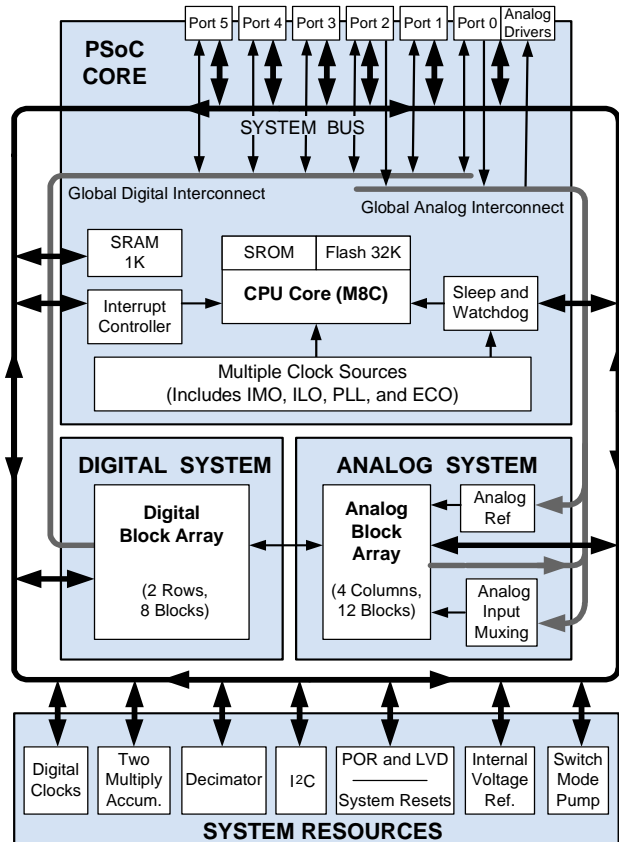 Port 5
Port 4
Port 3
Port 2
Port 1
Port 0
Analog
Drivers
PSoC
CORE
SYSTEM BUS
Global Digital Interconnect
Global Analog Interconnect
SRAM
1K
SROM
Flash 32K
CPU Core (M8C)
Interrupt
Controller
Sleep and
Watchdog
Multiple Clock Sources
(Includes IMO, ILO, PLL, and ECO)
DIGITAL SYSTEM
Digital
Block Array
(2 Rows,
8 Blocks)
ANALOG SYSTEM
Analog
Block
Array
(4 Columns,
12 Blocks)
Analog
Ref
Analog
Input
Muxing
Digital
Clocks
Two
Multiply
Accum.
Decimator
I²C
POR and LVD
System Resets
Internal
Voltage
Ref.
Switch
Mode
Pump
SYSTEM RESOURCES